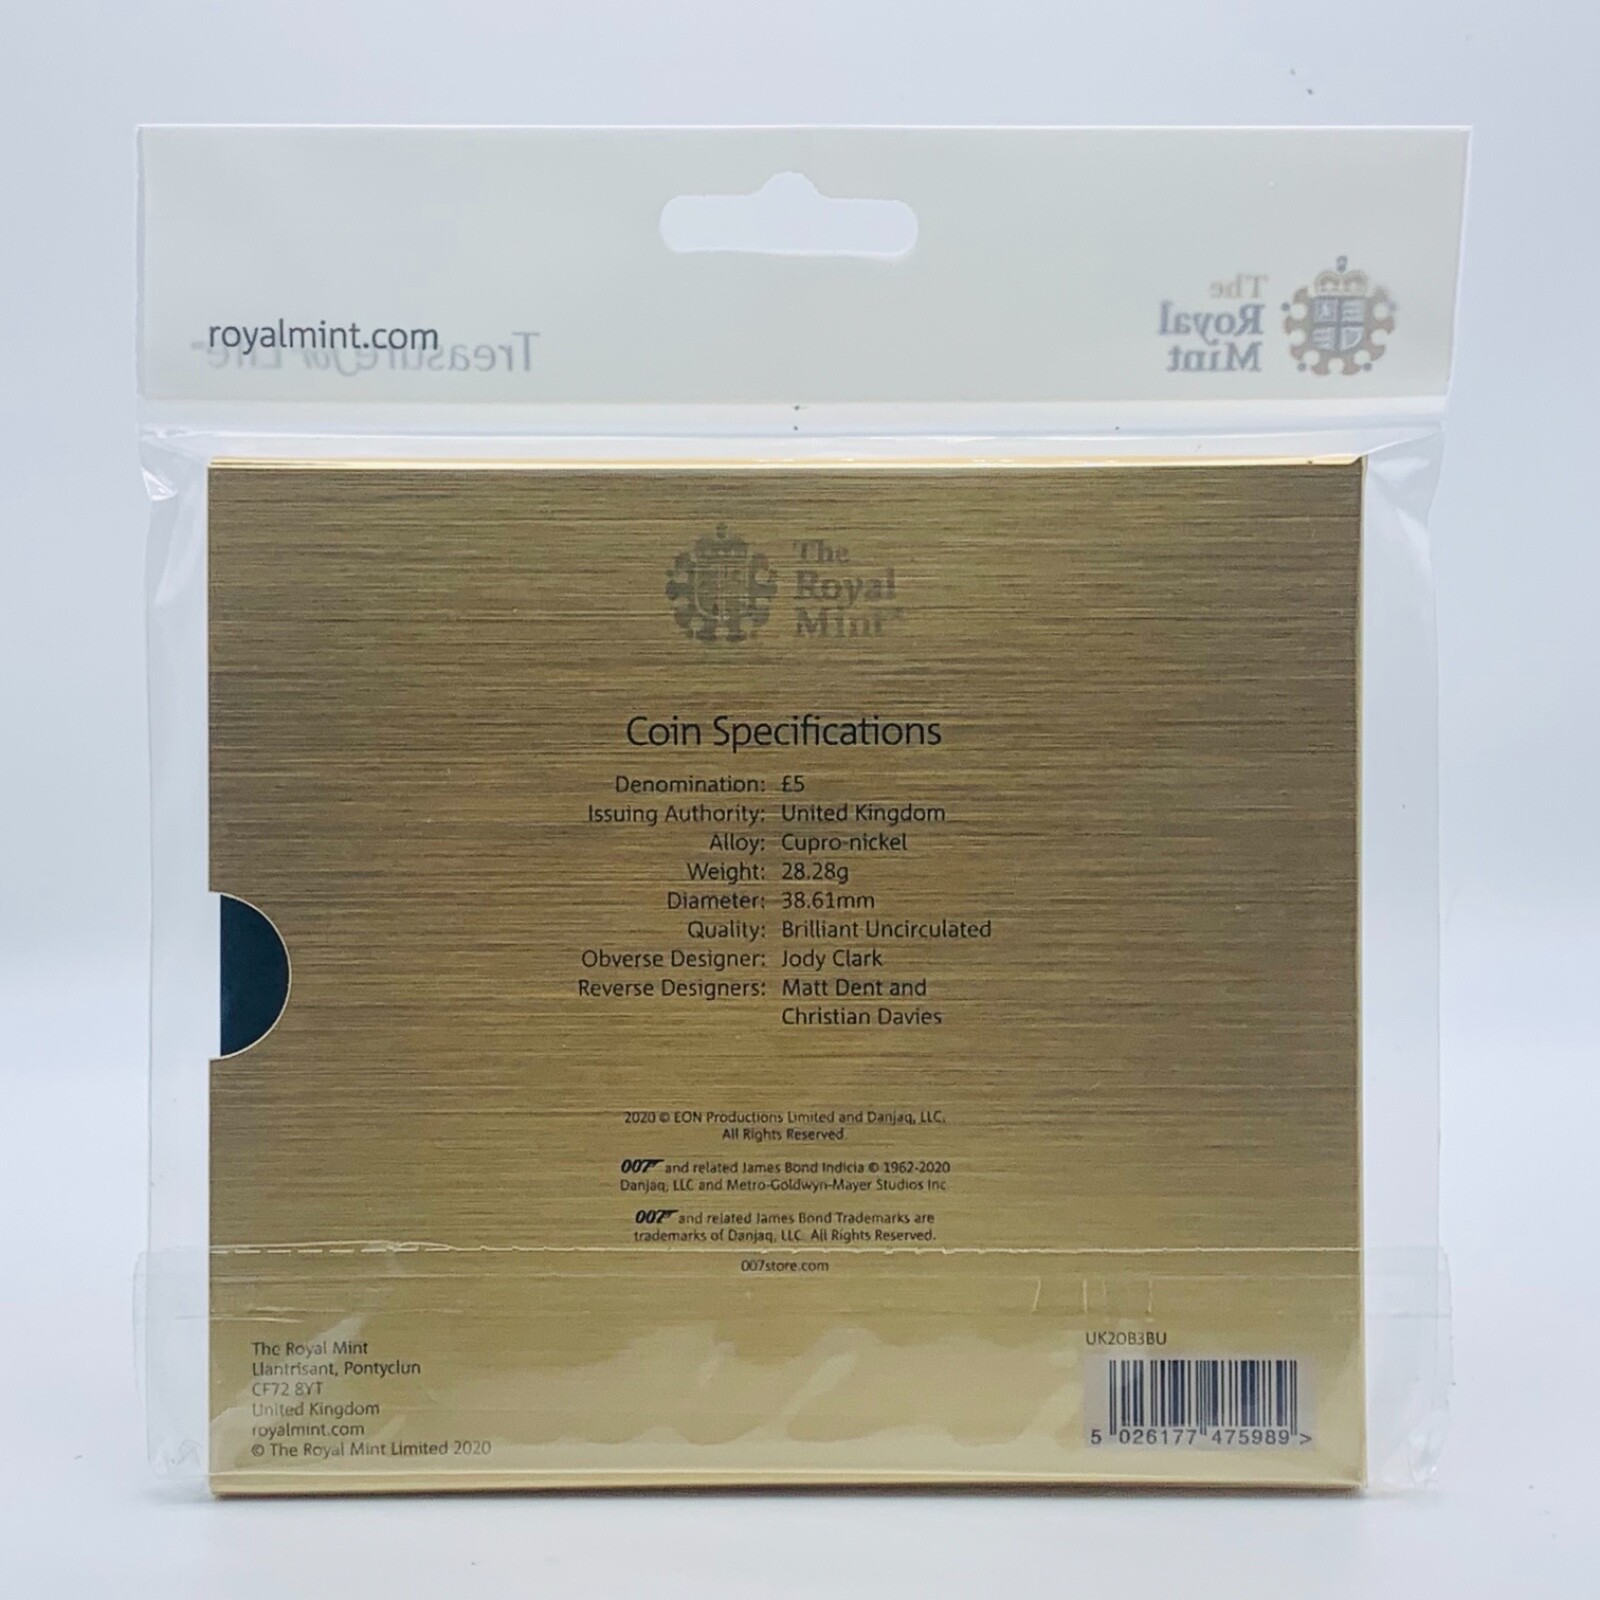 royalmint.com
Treasure for Life
The
Royal
Mint
The
Royal
Mint®
Coin Specifications
Denomination: £5
Issuing Authority: United Kingdom
Alloy: Cupro-nickel
Weight: 28.28g
Diameter: 38.61mm
Quality: Brilliant Uncirculated
Obverse Designer: Jody Clark
Reverse Designers: Matt Dent and
Christian Davies
2020 © EON Productions Limited and Danjaq, LLC.
All Rights Reserved.
007 and related James Bond Indicia © 1962-2020
Danjaq, LLC and Metro-Goldwyn-Mayer Studios Inc.
007 and related James Bond Trademarks are
trademarks of Danjaq, LLC. All Rights Reserved.
007store.com
The Royal Mint
Llantrisant, Pontyclun
CF72 8YT
United Kingdom
royalmint.com
© The Royal Mint Limited 2020
UK20B3BU
5 026177 475989 >